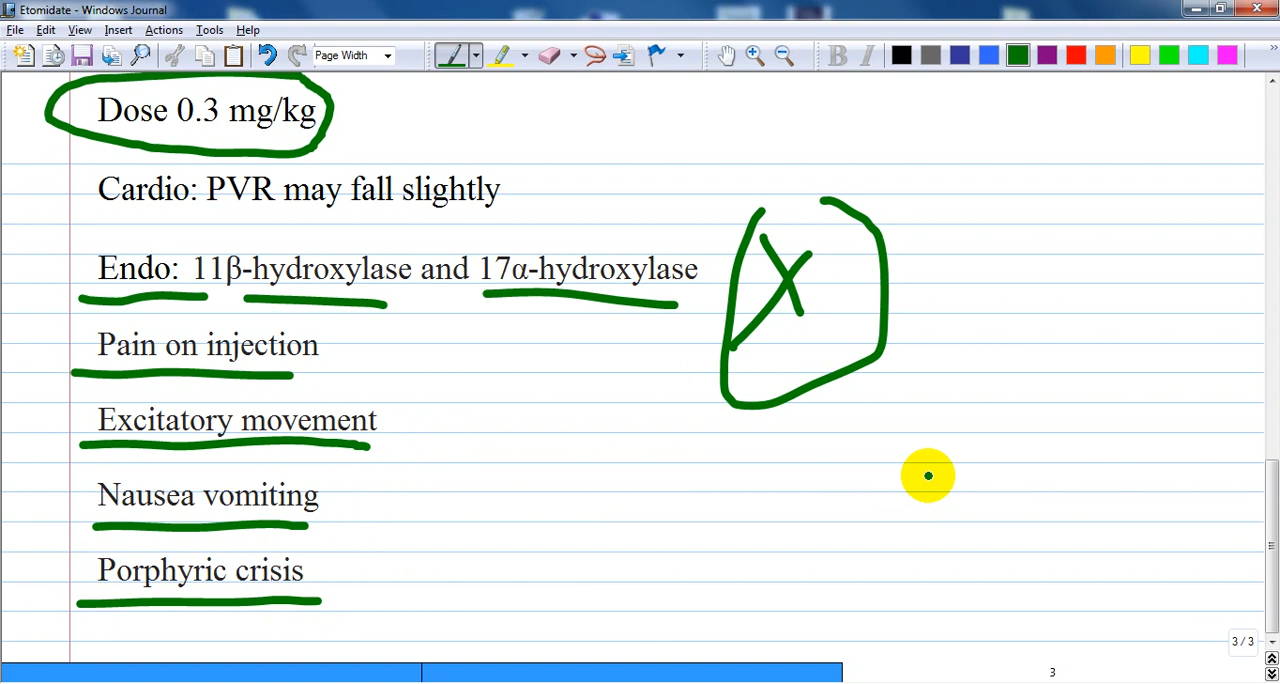 Etomidate - Windows Journal
File Edit View Insert Actions Tools Help
Page Width
B I
Dose 0.3 mg/kg
Cardio: PVR may fall slightly
Endo: 11β-hydroxylase and 17α-hydroxylase
X
Pain on injection
Excitatory movement
Nausea vomiting
Porphyric crisis
3 / 3
3